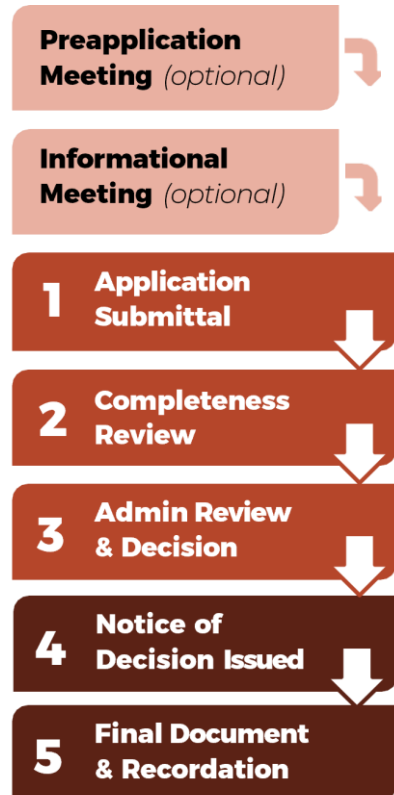 Preapplication
Meeting (optional)
Informational
Meeting (optional)
1 Application
Submittal
2 Completeness
Review
3 Admin Review
& Decision
4 Notice of
Decision Issued
5 Final Document
& Recordation